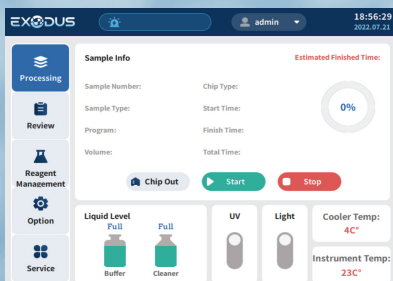 EXODUS
admin
18:56:29
2022.07.21
Processing
Review
Reagent
Management
Option
Service
Sample Info
Estimated Finished Time:
Sample Number:
Chip Type:
Sample Type:
Start Time:
Program:
Finish Time:
Volume:
Total Time:
0%
Chip Out
Start
Stop
Liquid Level
Full
Full
Buffer
Cleaner
UV
Light
Cooler Temp:
4C°
Instrument Temp:
23C°